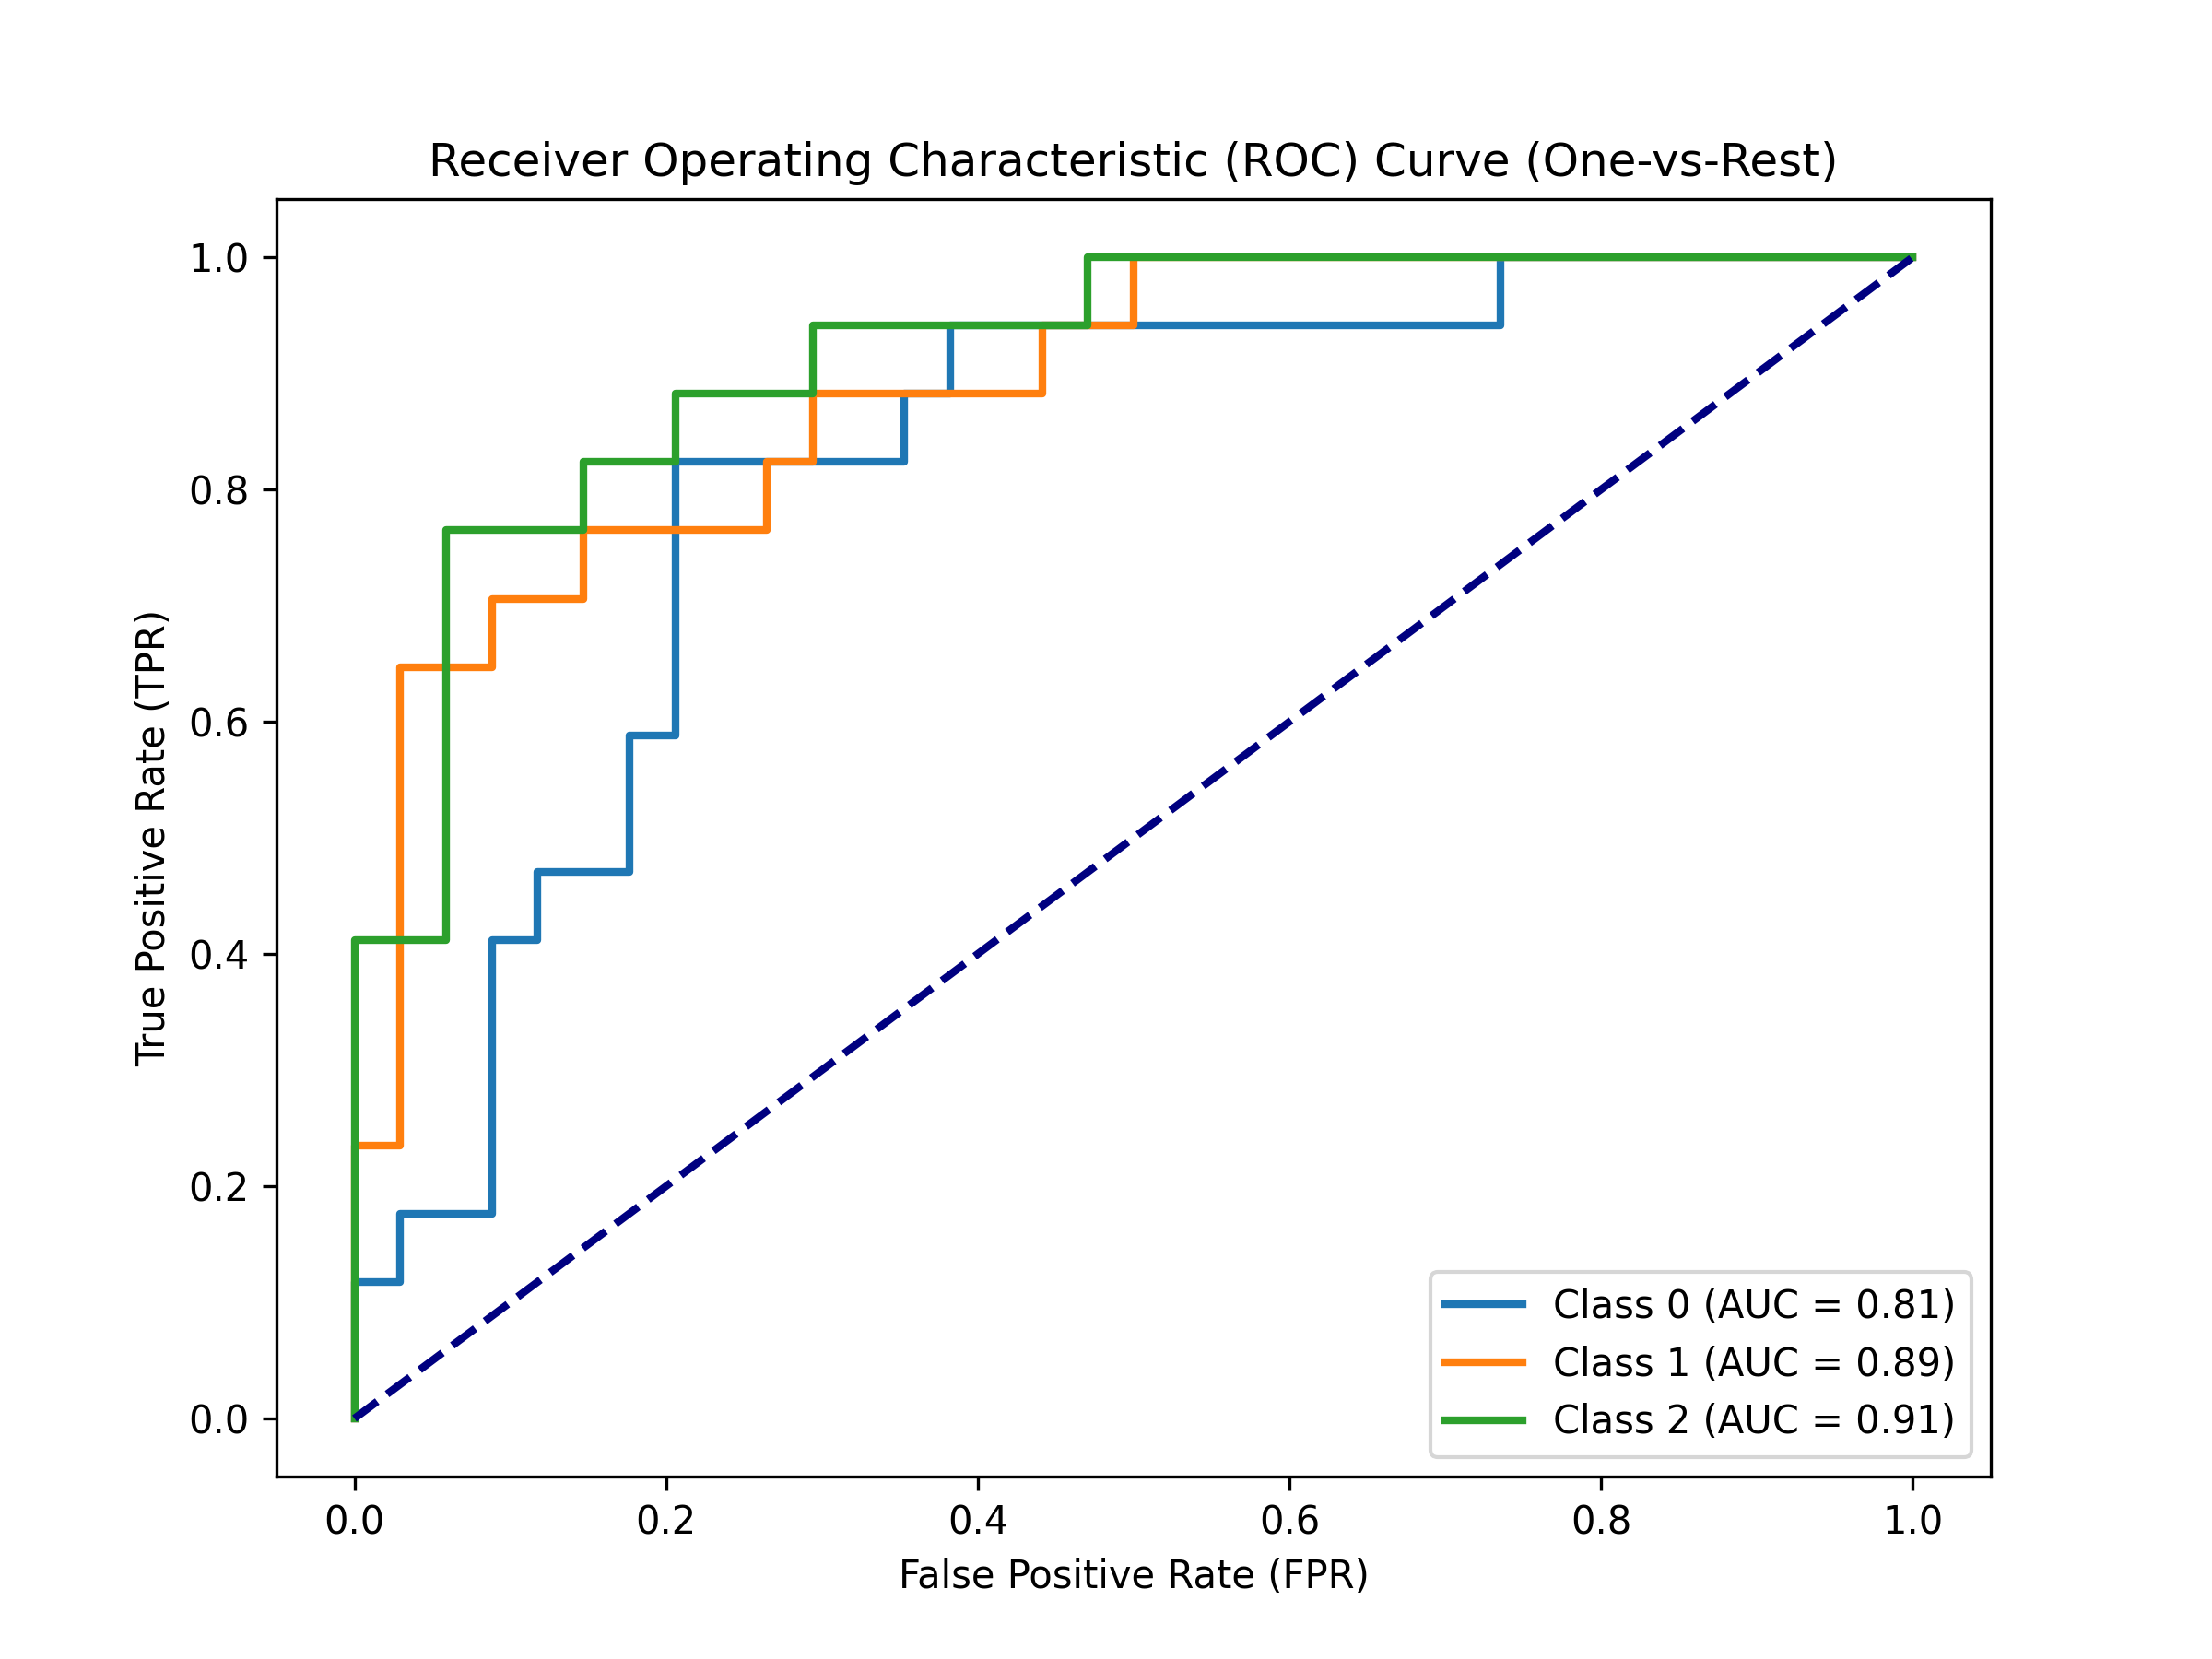 Receiver Operating Characteristic (ROC) Curve (One-vs-Rest)
1.0
0.8
0.6
0.4
0.2
0.0
True Positive Rate (TPR)
Class 0 (AUC = 0.81)
Class 1 (AUC = 0.89)
Class 2 (AUC = 0.91)
0.0 0.2 0.4 0.6 0.8 1.0
False Positive Rate (FPR)